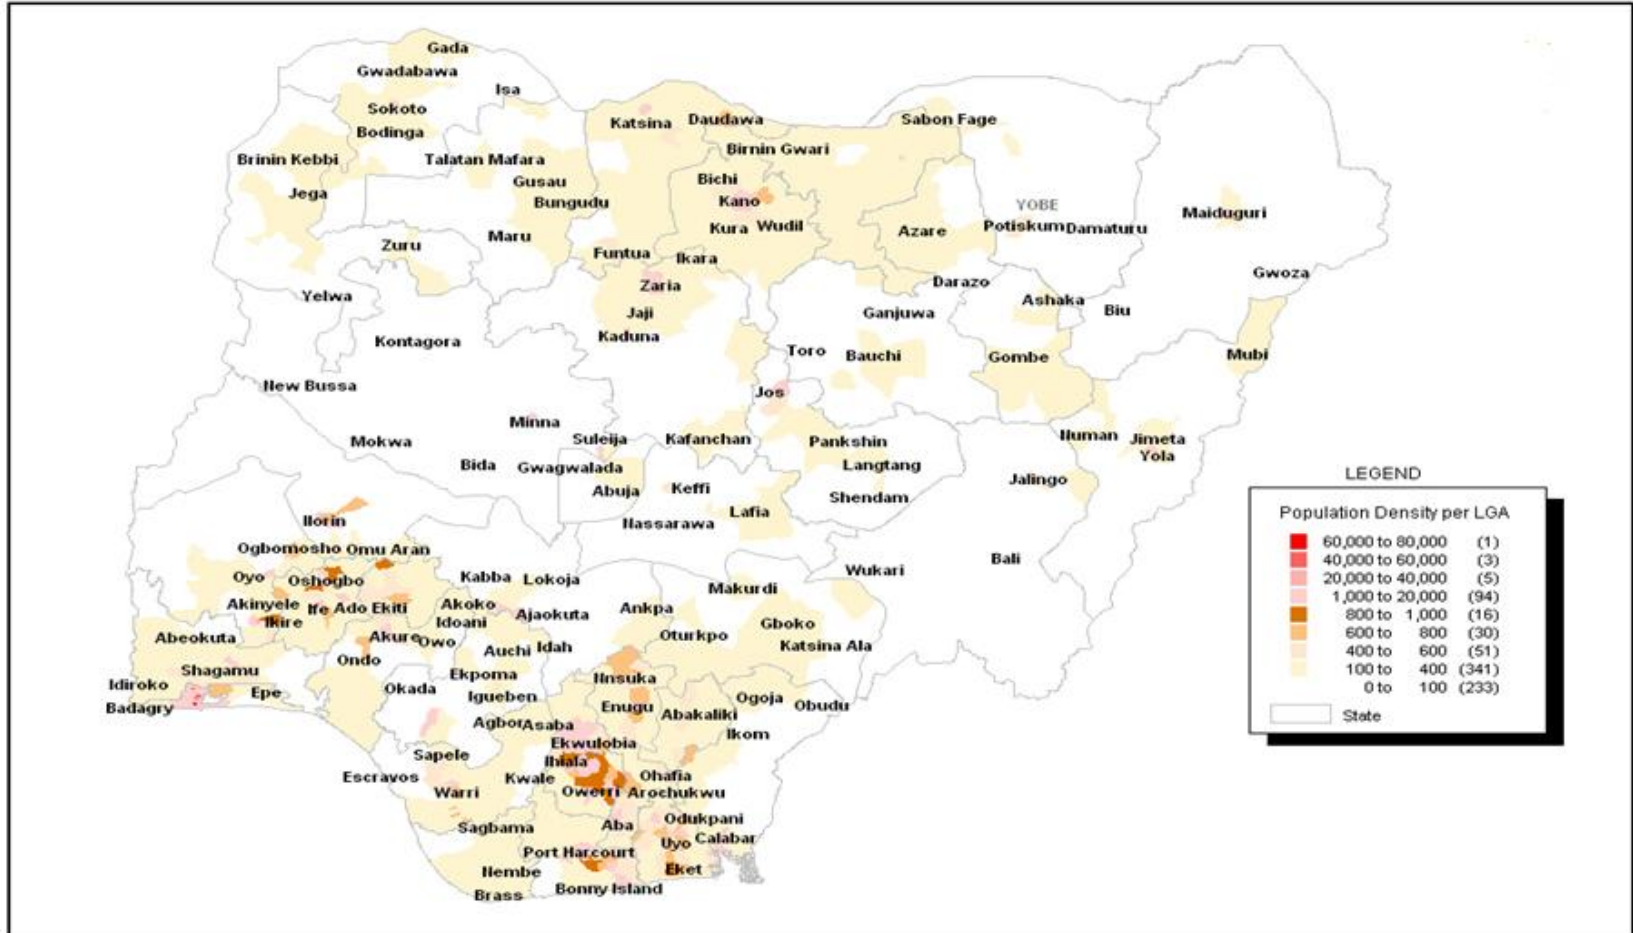 Gada
Gwadabawa
Isa
Sokoto
Bodinga
Katsina
Daudawa
Sabon Fage
Brinin Kebbi
Talatan Mafara
Birnin Gwari
Jega
Gusau
Bungudu
Bichi
Kano
Kura
Wudil
YOBE
Potiskum
Damaturu
Maiduguri
Azare
Zuru
Maru
Funtua
Ikara
Zaria
Darazo
Gwoza
Yelwa
Jaji
Ganjuwa
Ashaka
Biu
Kontagora
Kaduna
Toro
Bauchi
Gombe
Mubi
New Bussa
Jos
Minna
Mokwa
Suleija
Kafanchan
Pankshin
Numan
Jimeta
Yola
Bida
Gwagwalada
Langtang
Abuja
Keffi
Shendam
Jalingo
Lafia
Nassarawa
Ilorin
Ogbomosho
Omu Aran
Oyo
Oshogbo
Kabba
Lokoja
Makurdi
Wukari
Bali
Akinyele
Ife
Ado Ekiti
Akoko
Ajaokuta
Ankpa
Ikire
Idoani
Gboko
Abeokuta
Akure
Owo
Oturkpo
Katsina Ala
Auchi
Idah
Ondo
Shagamu
Ekpoma
Nnsuka
Idiroko
Epe
Okada
Igueben
Badagry
Enugu
Abakaliki
Ogoja
Obudu
Agbor
Asaba
Ikom
Ekwulobia
Sapele
Ihiala
Escravos
Kwale
Ohafia
Warri
Owerri
Arochukwu
Sagbama
Aba
Odukpani
Uyo
Calabar
Port Harcourt
Nembe
Eket
Brass
Bonny Island
LEGEND
Population Density per LGA
60,000 to 80,000 (1)
40,000 to 60,000 (3)
20,000 to 40,000 (5)
1,000 to 20,000 (94)
800 to 1,000 (16)
600 to 800 (30)
400 to 600 (51)
100 to 400 (341)
0 to 100 (233)
State